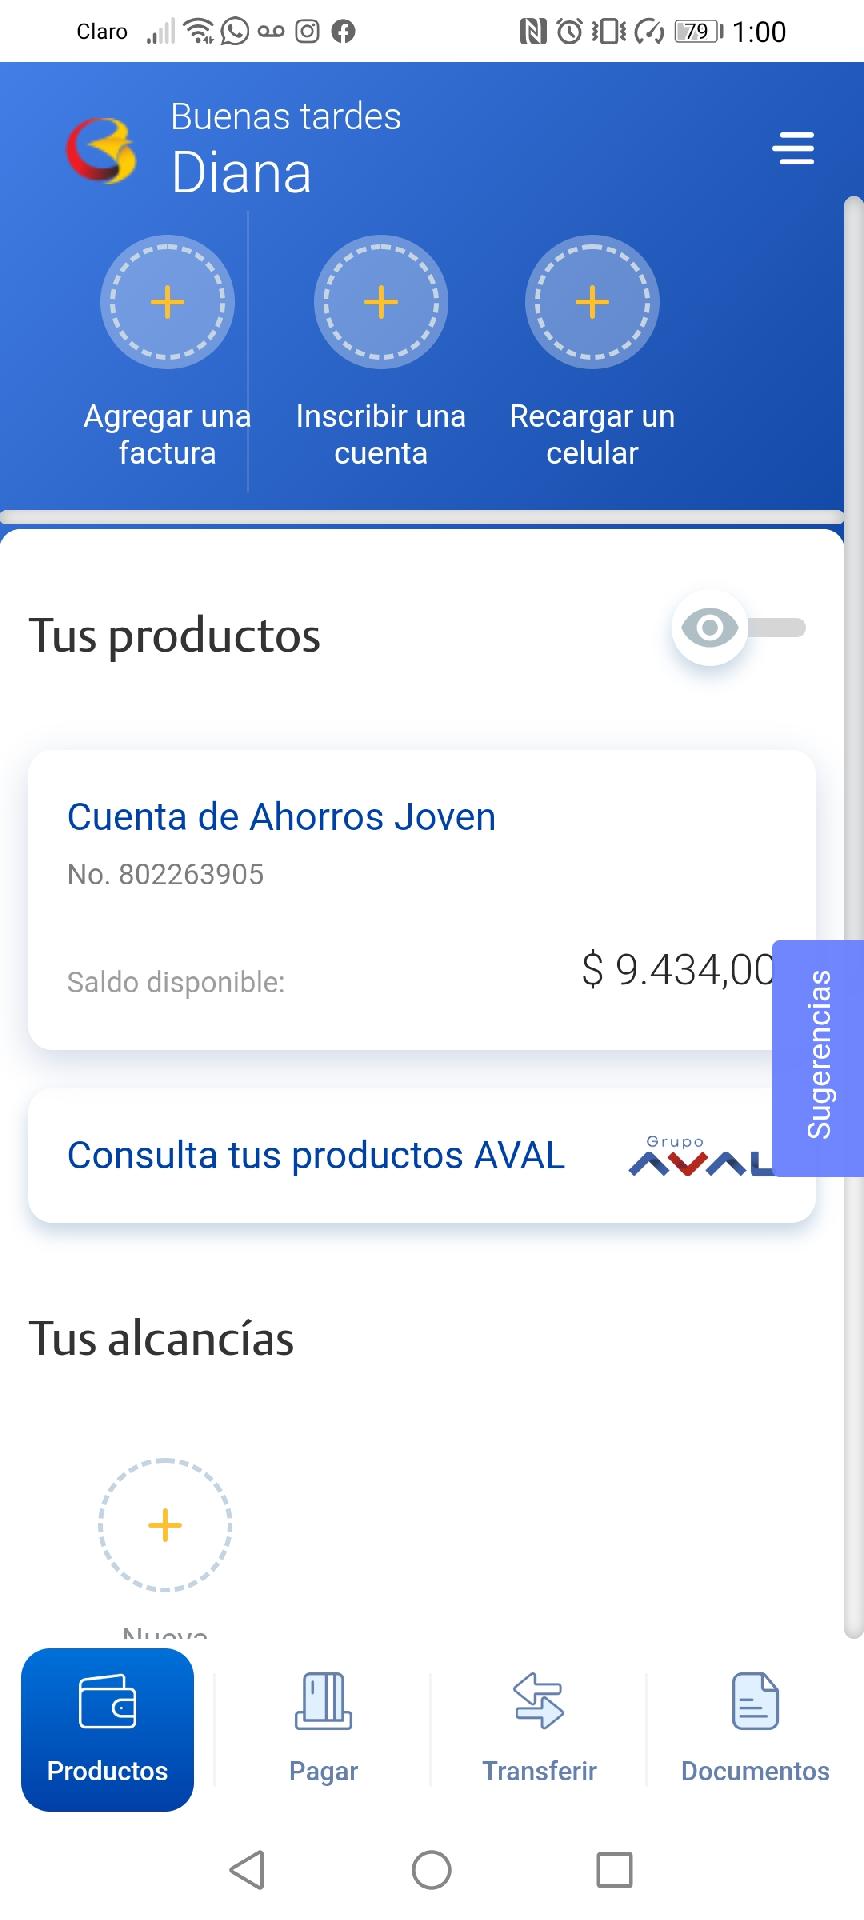 Claro 79 1:00
Buenas tardes
Diana
Agregar una
factura
Inscribir una
cuenta
Recargar un
celular
Tus productos
Cuenta de Ahorros Joven
No. 802263905
Saldo disponible:
$ 9.434,00
Sugerencias
Consulta tus productos AVAL
Grupo
AVAL
Tus alcancías
Productos
Pagar
Transferir
Documentos